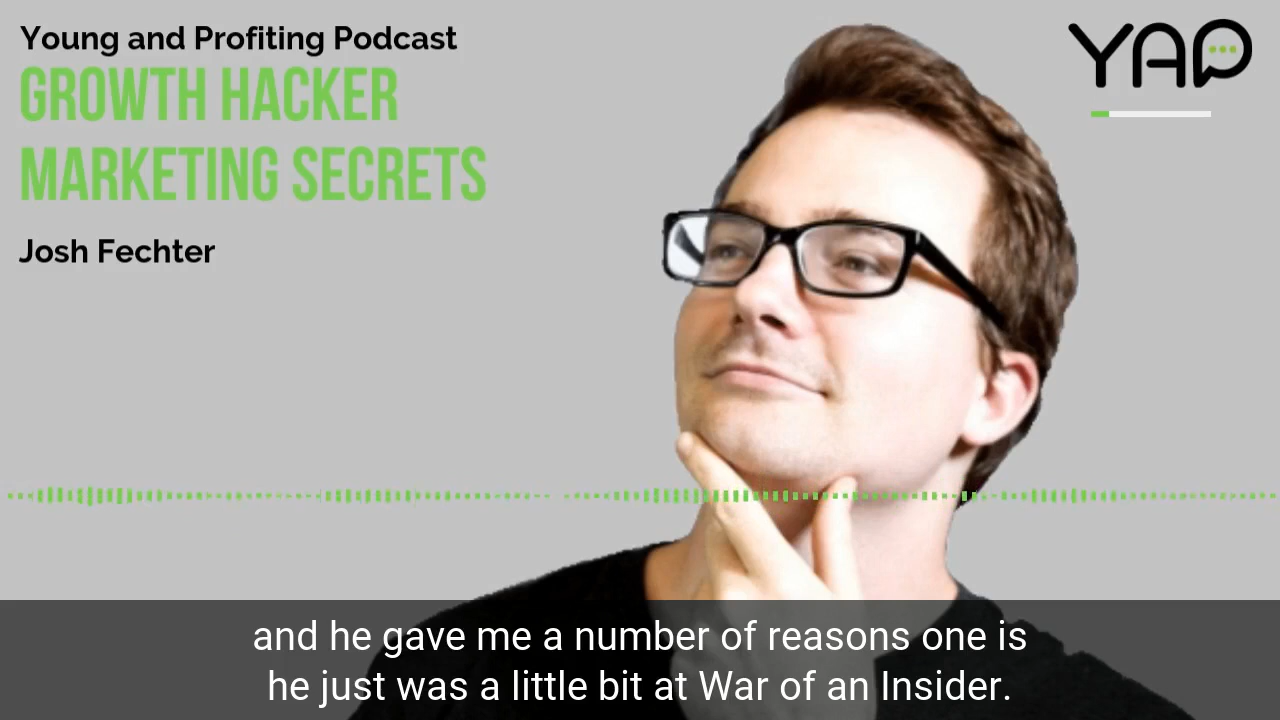 Young and Profiting Podcast
YAP
GROWTH HACKER
MARKETING SECRETS
Josh Fechter
and he gave me a number of reasons one is
he just was a little bit at War of an Insider.